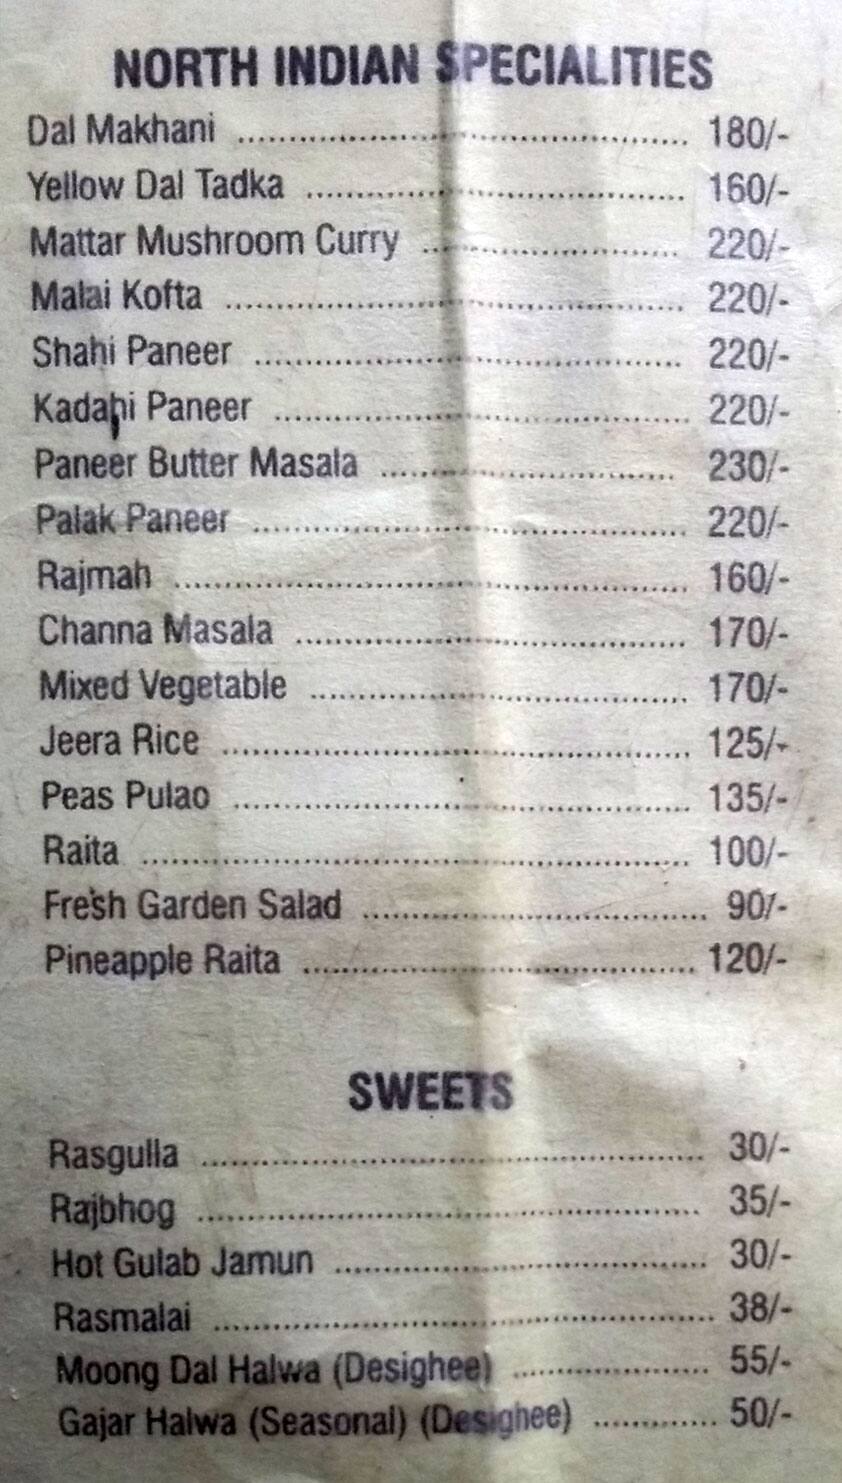 NORTH INDIAN SPECIALITIES
Dal Makhani ........................................ 180/-
Yellow Dal Tadka ........................................ 160/-
Mattar Mushroom Curry ........................... 220/-
Malai Kofta ........................................ 220/-
Shahi Paneer ........................................ 220/-
Kadahi Paneer ........................................ 220/-
Paneer Butter Masala ............................... 230/-
Palak Paneer ........................................ 220/-
Rajmah ........................................ 160/-
Channa Masala ........................................ 170/-
Mixed Vegetable ........................................ 170/-
Jeera Rice ........................................ 125/-
Peas Pulao ........................................ 135/-
Raita ........................................ 100/-
Fresh Garden Salad ................................... 90/-
Pineapple Raita ........................................ 120/-
SWEETS
Rasgulla ........................................ 30/-
Rajbhog ........................................ 35/-
Hot Gulab Jamun ...................................... 30/-
Rasmalai ........................................ 38/-
Moong Dal Halwa (Desighee) ...................... 55/-
Gajar Halwa (Seasonal) (Desighee) ............. 50/-